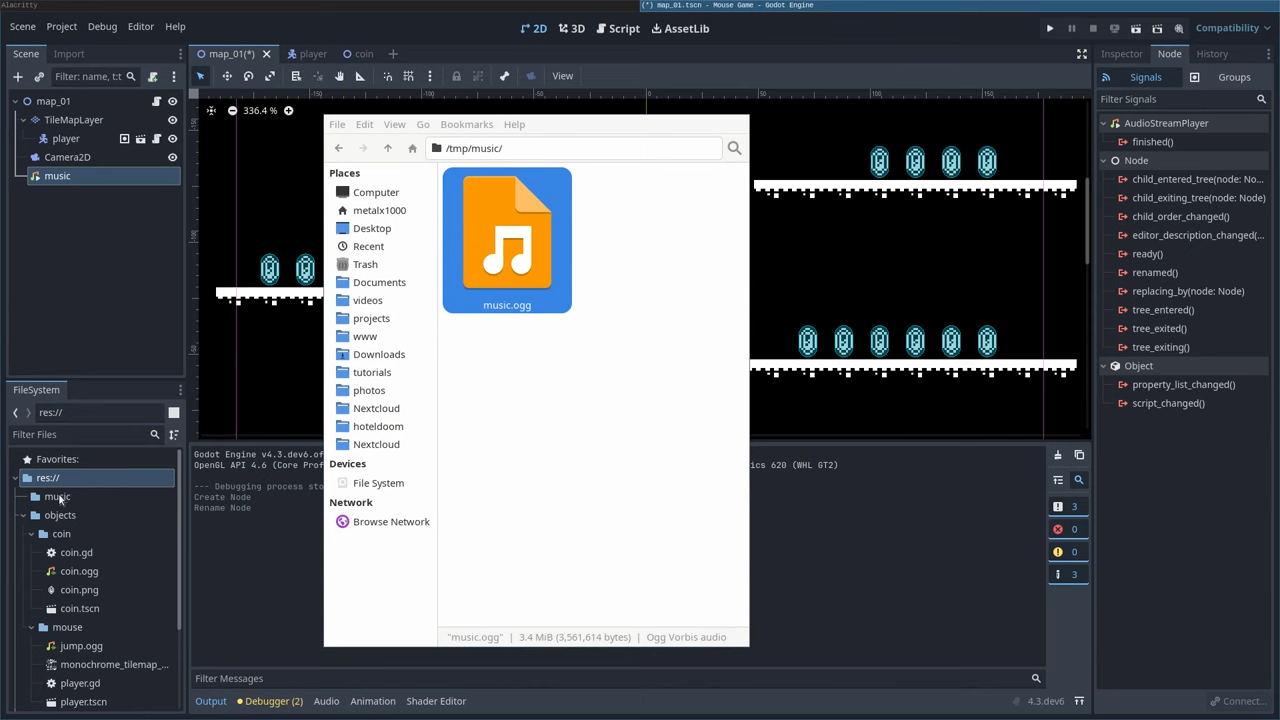 Alacritty
(*) map_01.tscn - Mouse Game - Godot Engine
Scene Project Debug Editor Help
2D 3D Script AssetLib
Compatibility
Scene Import
map_01(*) player coin
Inspector Node History
Filter: name, t:t
View
Signals Groups
336.4 %
-150 -100 -50 0 50 100 150
Filter Signals
map_01
TileMapLayer
player
Camera2D
music
AudioStreamPlayer
finished()
Node
child_entered_tree(node: No...
child_exiting_tree(node: Node)
child_order_changed()
editor_description_changed(...
ready()
renamed()
replacing_by(node: Node)
tree_entered()
tree_exited()
tree_exiting()
Object
property_list_changed()
script_changed()
File Edit View Go Bookmarks Help
/tmp/music/
Places
Computer
metalx1000
Desktop
Recent
Trash
Documents
videos
projects
www
Downloads
tutorials
photos
Nextcloud
hoteldoom
Nextcloud
Devices
File System
Network
Browse Network
music.ogg
"music.ogg" | 3.4 MiB (3,561,614 bytes) | Ogg Vorbis audio
FileSystem
res://
Filter Files
Favorites:
res://
music
objects
coin
coin.gd
coin.ogg
coin.png
coin.tscn
mouse
jump.ogg
monochrome_tilemap_...
player.gd
player.tscn
Godot Engine v4.3.dev6.of
OpenGL API 4.6 (Core Prof
ics 620 (WHL GT2)
--- Debugging process sto
Create Node
Rename Node
3
0
0
3
Filter Messages
Output Debugger (2) Audio Animation Shader Editor
4.3.dev6
Connect...